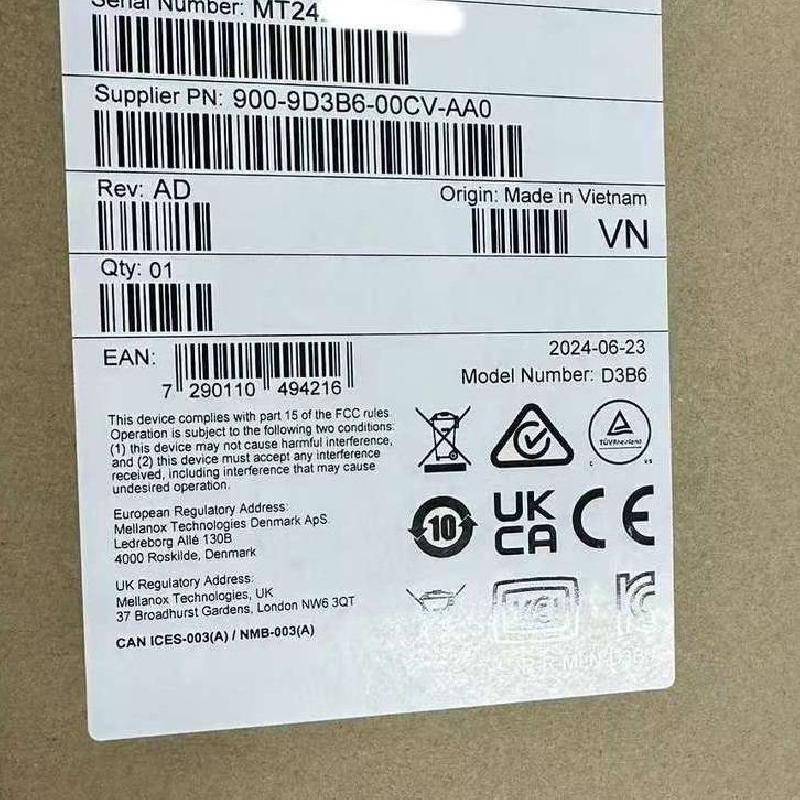 Serial Number: MT24
Supplier PN: 900-9D3B6-00CV-AA0
Rev: AD
Origin: Made in Vietnam
VN
Qty: 01
EAN:
7 290110 494216
2024-06-23
Model Number: D3B6
This device complies with part 15 of the FCC rules.
Operation is subject to the following two conditions:
(1) this device may not cause harmful interference,
and (2) this device must accept any interference
received, including interference that may cause
undesired operation.
TÜVRheinland
European Regulatory Address:
Mellanox Technologies Denmark ApS
Ledreborg Allé 130B
4000 Roskilde, Denmark
10
UK
CA
CE
UK Regulatory Address:
Mellanox Technologies, UK
37 Broadhurst Gardens, London NW6 3QT
CAN ICES-003(A) / NMB-003(A)